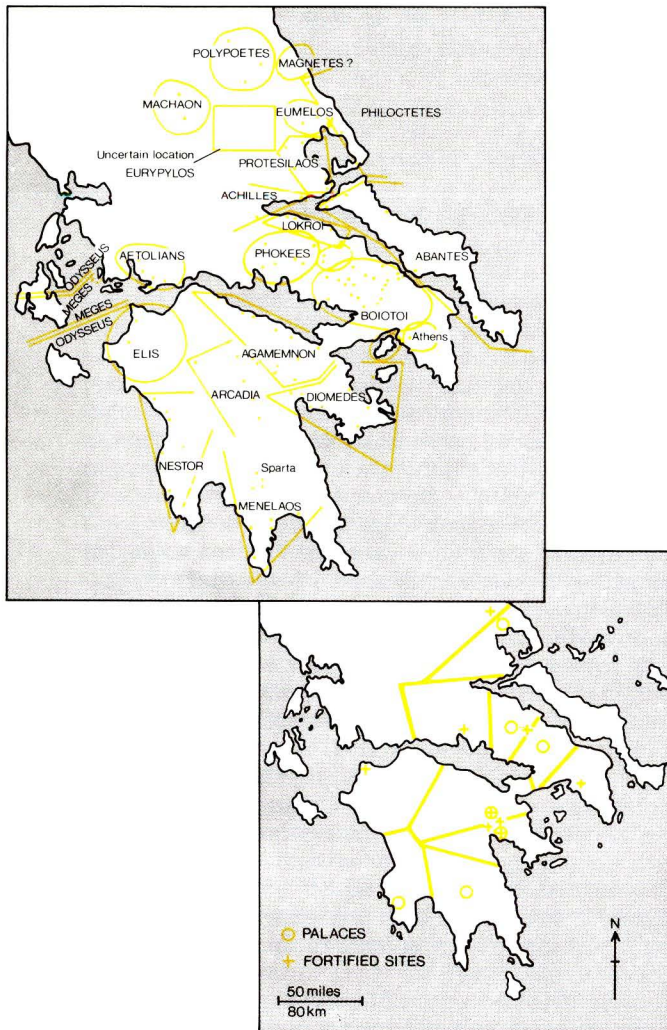 POLYPOETES
MAGNETES ?
MACHAON
EUMELOS
PHILOCTETES
Uncertain location
EURYPYLOS
PROTESILAOS
ACHILLES
LOKROI
AETOLIANS
PHOKEES
ABANTES
ODYSSEUS
MEGES
MEGES
ODYSSEUS
BOIOTOI
Athens
ELIS
AGAMEMNON
ARCADIA
DIOMEDES
NESTOR
Sparta
MENELAOS
PALACES
FORTIFIED SITES
N
50 miles
80 km